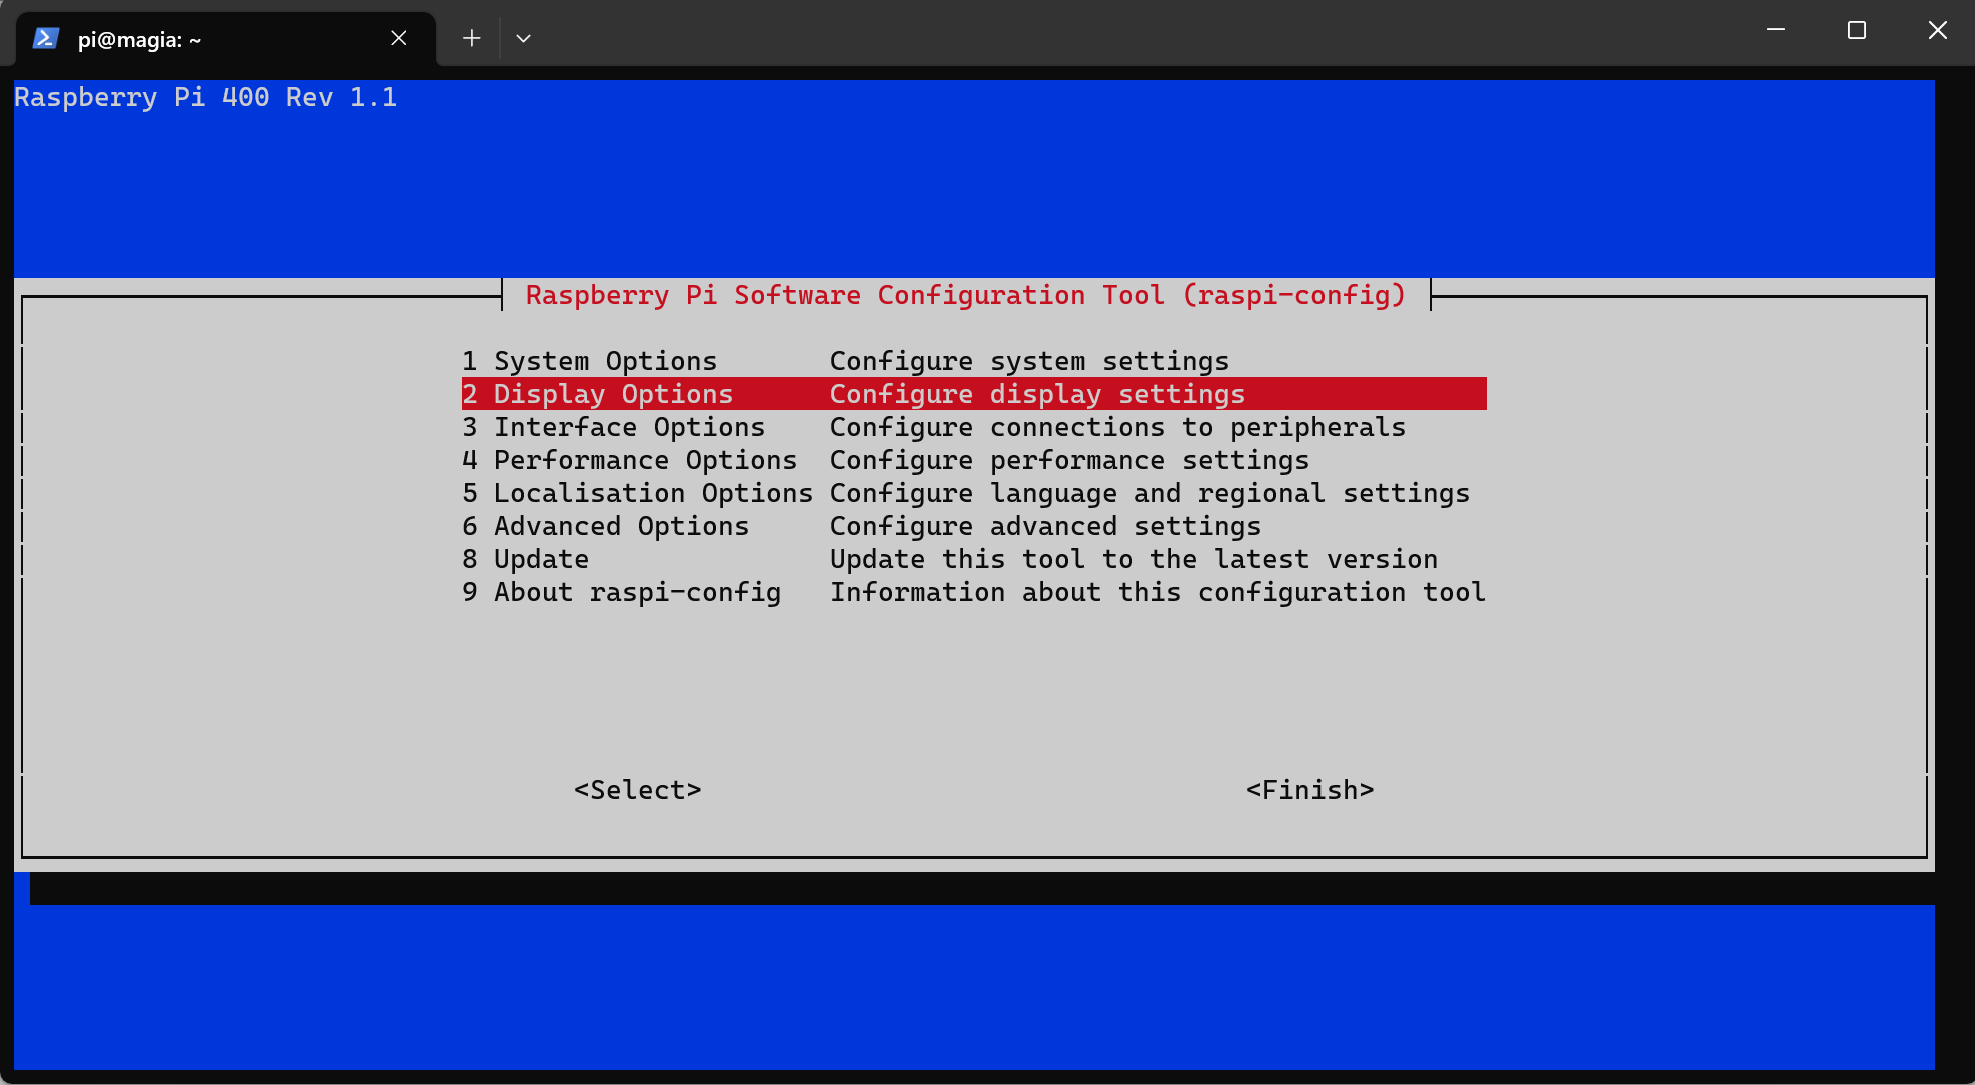 pi@magia: ~
Raspberry Pi 400 Rev 1.1
Raspberry Pi Software Configuration Tool (raspi-config)
1 System Options Configure system settings
2 Display Options Configure display settings
3 Interface Options Configure connections to peripherals
4 Performance Options Configure performance settings
5 Localisation Options Configure language and regional settings
6 Advanced Options Configure advanced settings
8 Update Update this tool to the latest version
9 About raspi-config Information about this configuration tool
<Select> <Finish>